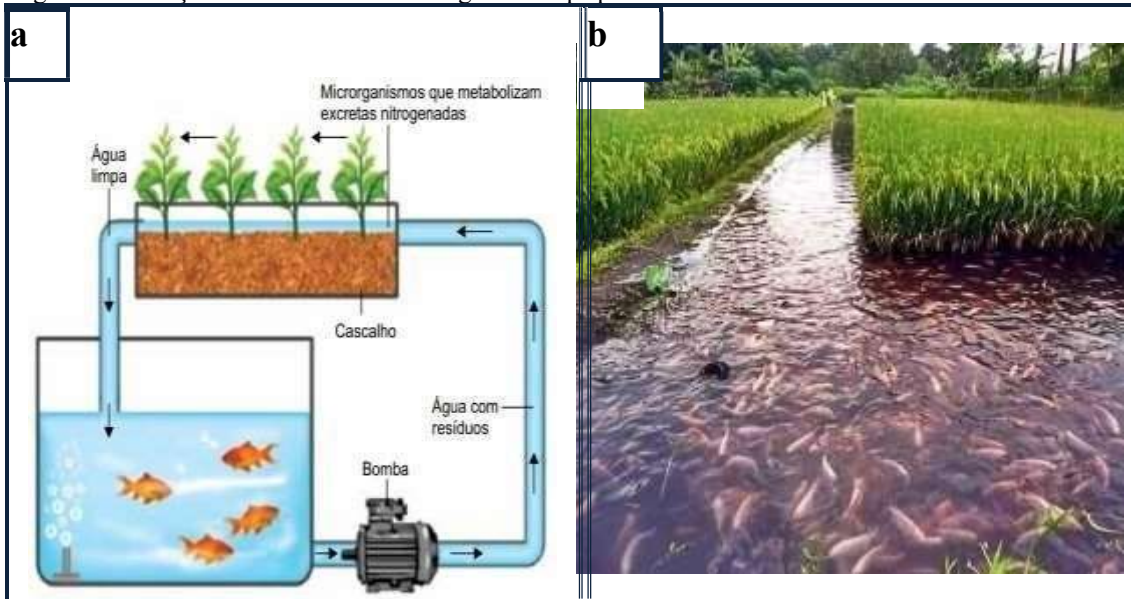 a
b
Microrganismos que metabolizam
excretas nitrogenadas
Água
limpa
Cascalho
Água com
resíduos
Bomba